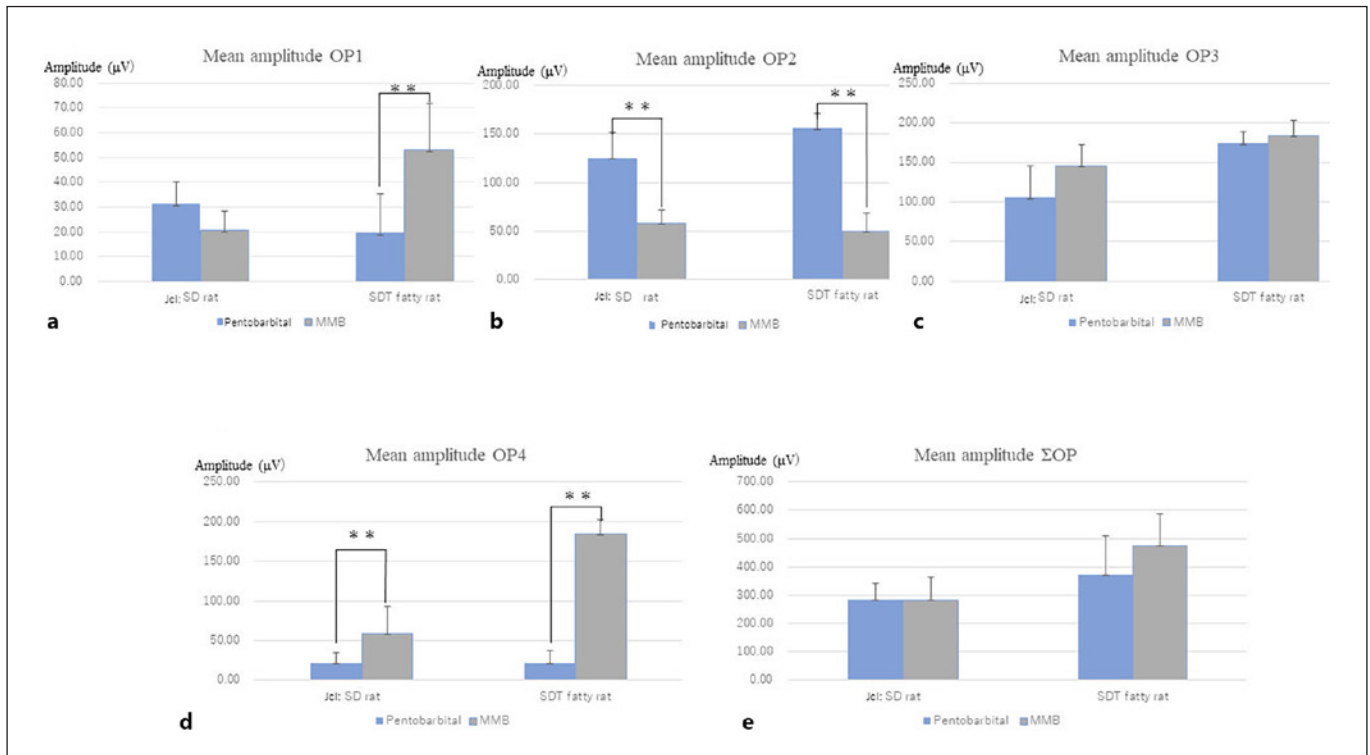 Mean amplitude OP1
Amplitude (µV)
80.00
70.00
60.00
50.00
40.00
30.00
20.00
10.00
0.00
**
Jcl: SD rat SDT fatty rat
Pentobarbital MMB
a
Mean amplitude OP2
Amplitude (µV)
200.00
150.00
100.00
50.00
0.00
**
**
Jcl: SD rat SDT fatty rat
Pentobarbital MMB
b
Mean amplitude OP3
Amplitude (µV)
250.00
200.00
150.00
100.00
50.00
0.00
Jcl: SD rat SDT fatty rat
Pentobarbital MMB
c
Mean amplitude OP4
Amplitude (µV)
250.00
200.00
150.00
100.00
50.00
0.00
**
**
Jcl: SD rat SDT fatty rat
Pentobarbital MMB
d
Mean amplitude ΣOP
Amplitude (µV)
700.00
600.00
500.00
400.00
300.00
200.00
100.00
0.00
Jcl: SD rat SDT fatty rat
Pentobarbital MMB
e